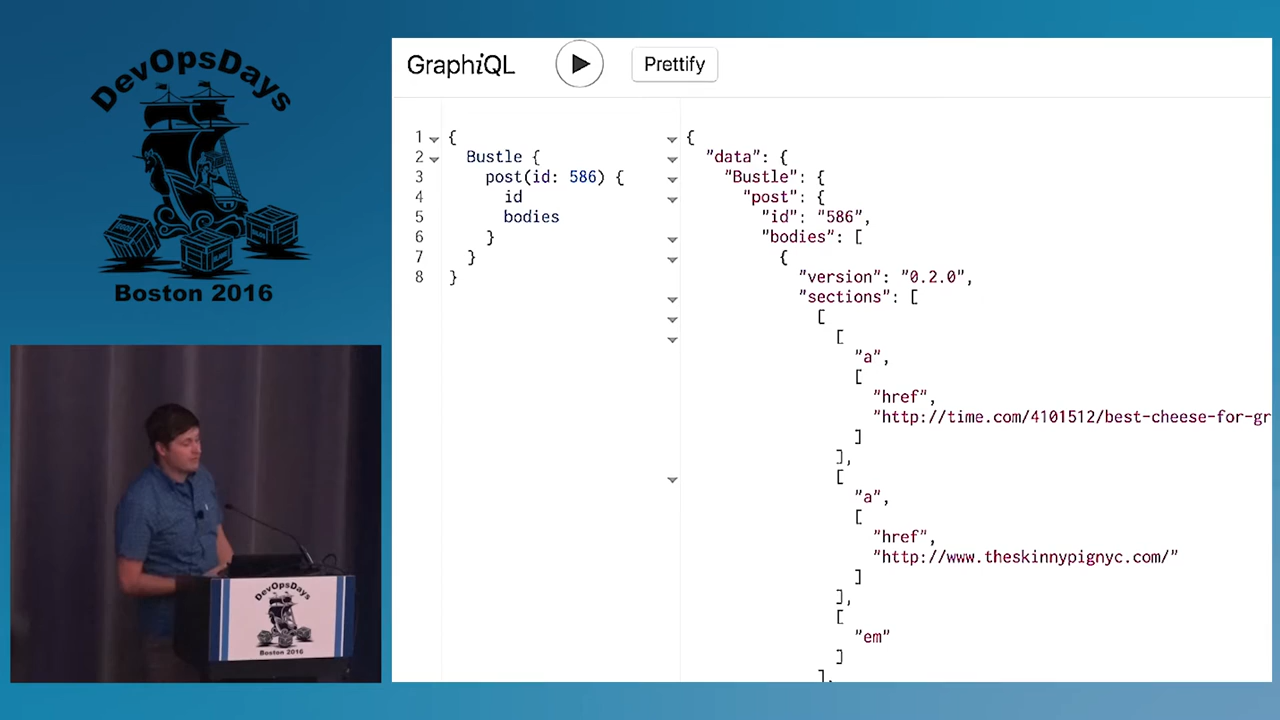 DevOpsDays
Boston 2016
DevOpsDays
Boston 2016
GraphiQL
Prettify
1 {
2 Bustle {
3 post(id: 586) {
4 id
5 bodies
6 }
7 }
8 }
{
"data": {
"Bustle": {
"post": {
"id": "586",
"bodies": [
{
"version": "0.2.0",
"sections": [
[
[
"a",
[
"href",
"http://time.com/4101512/best-cheese-for-gr
]
],
[
"a",
[
"href",
"http://www.theskinnypignyc.com/"
]
],
[
"em"
]
],